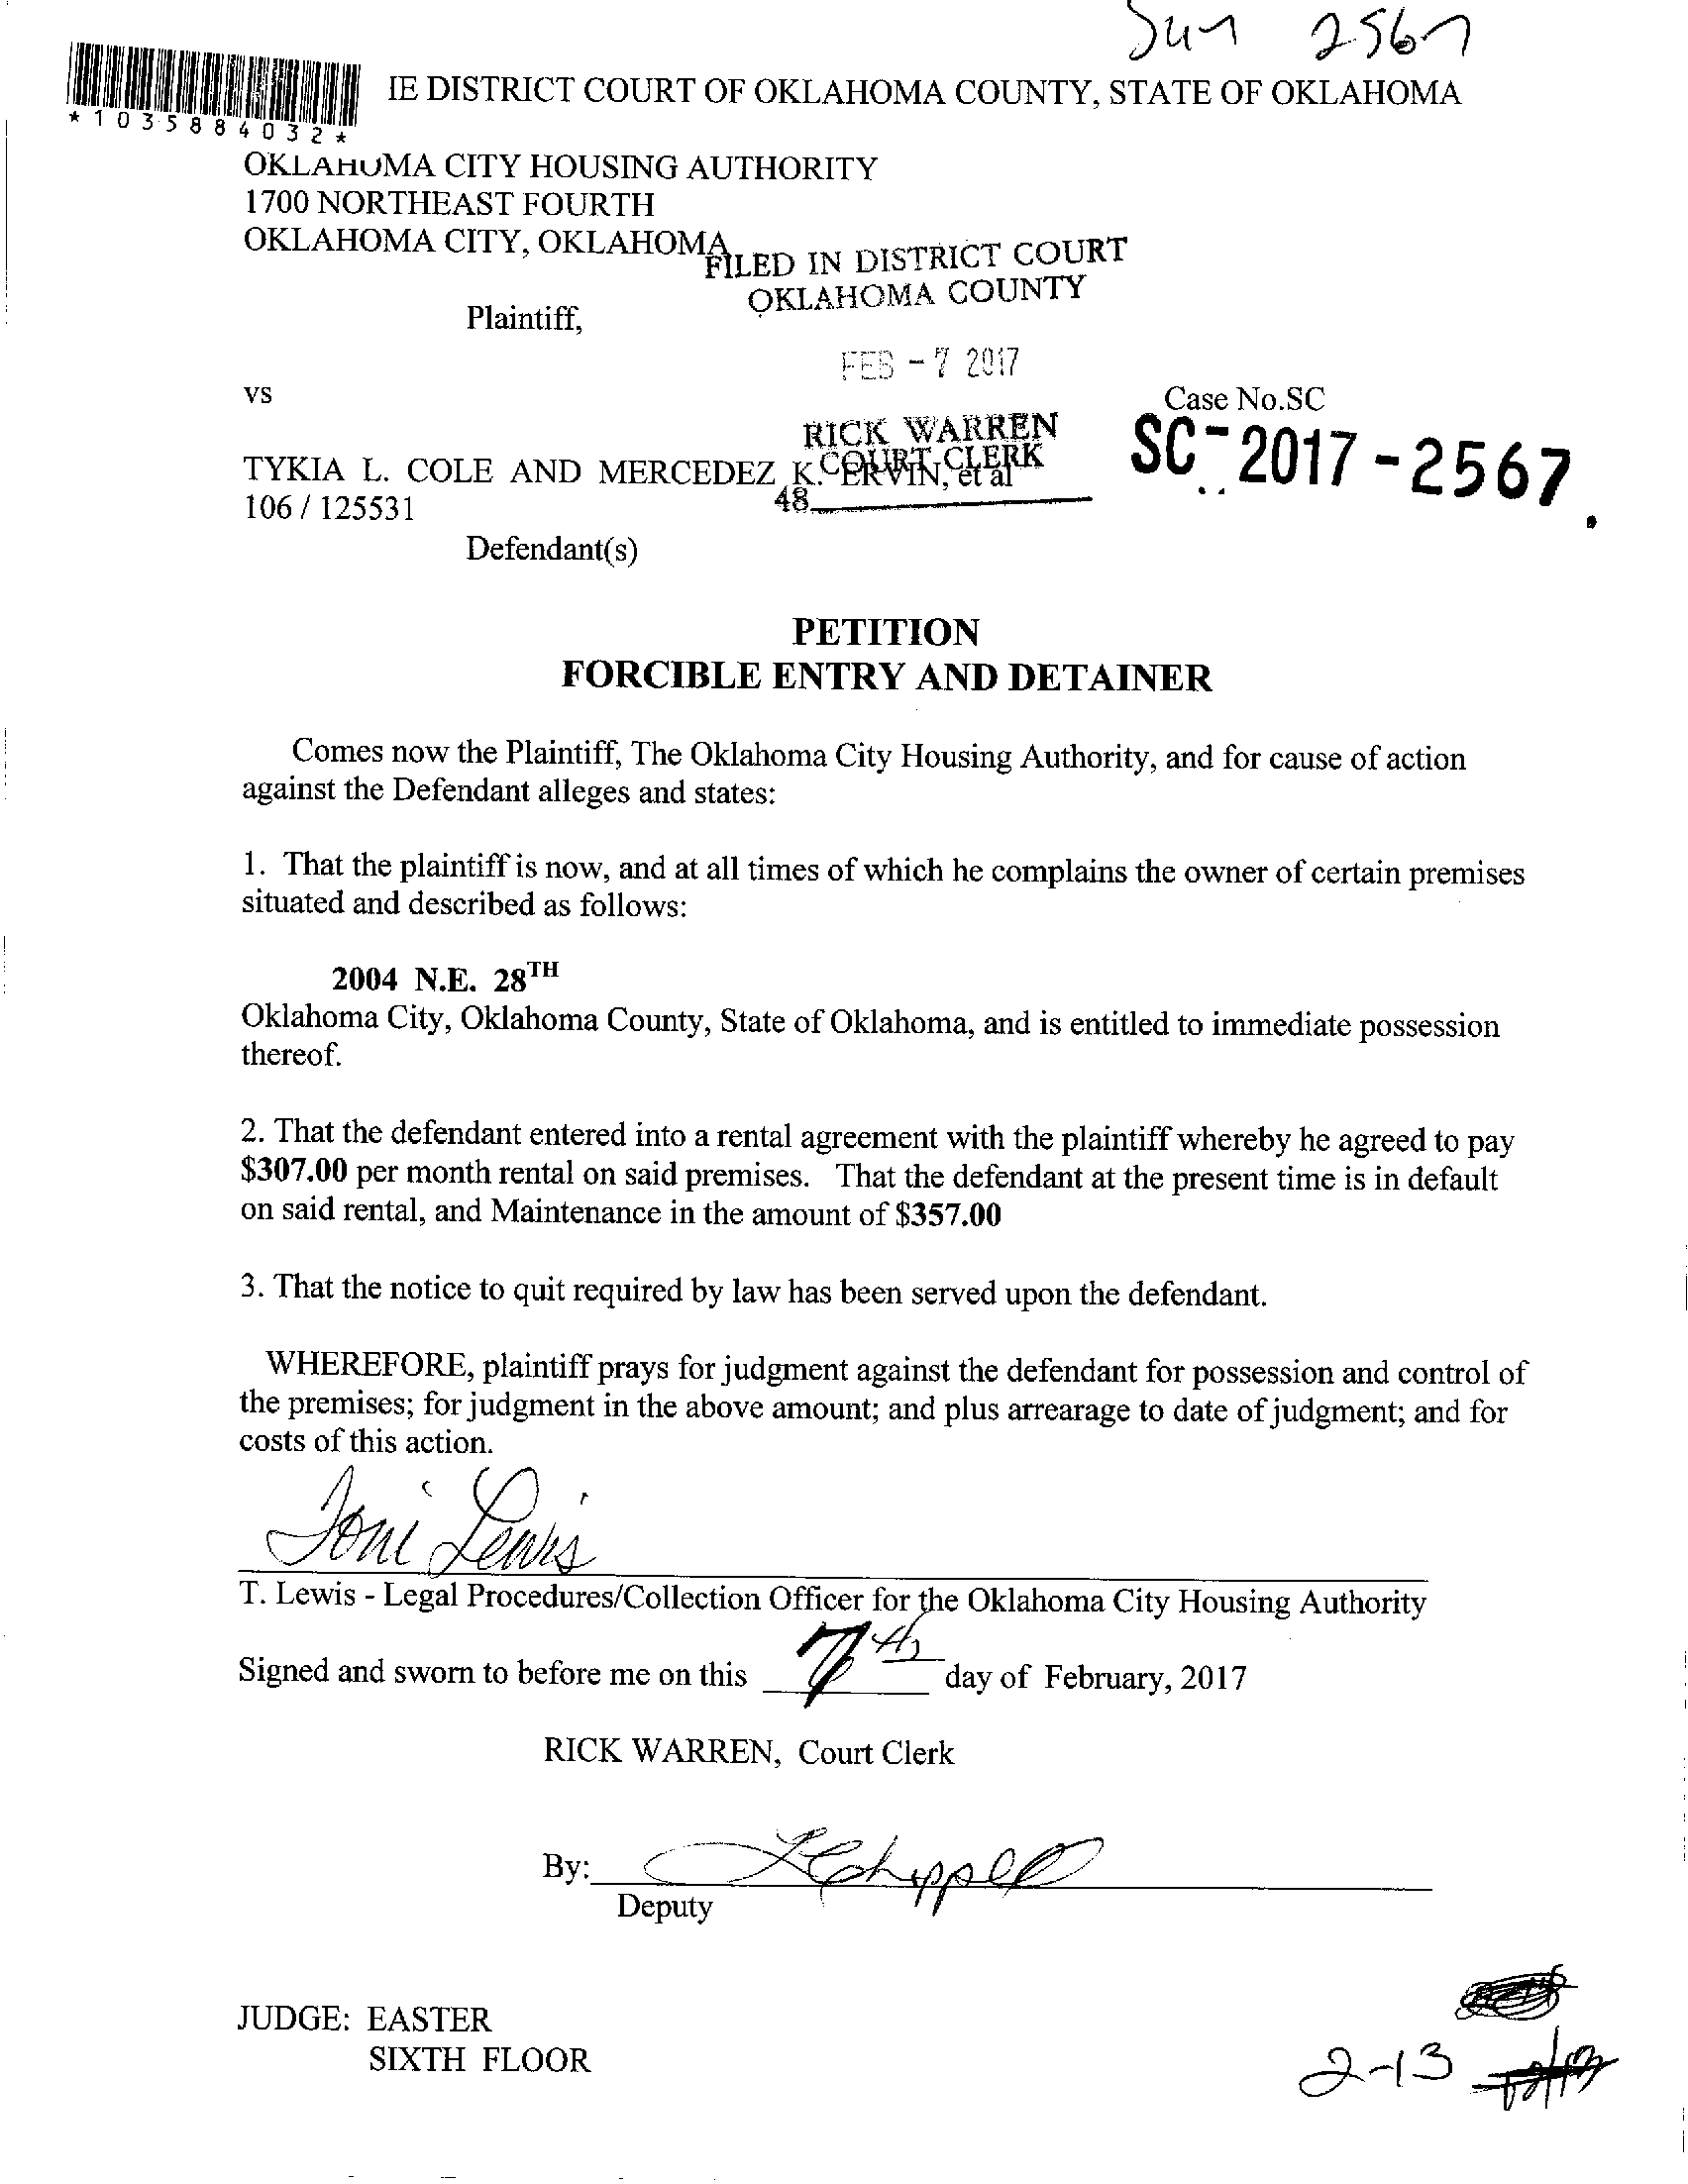 2567
IE DISTRICT COURT OF OKLAHOMA COUNTY, STATE OF OKLAHOMA
*1035884032*
OKLAHOMA CITY HOUSING AUTHORITY
1700 NORTHEAST FOURTH
OKLAHOMA CITY, OKLAHOMA
FILED IN DISTRICT COURT
OKLAHOMA COUNTY
Plaintiff,
FEB - 7 2017
vs
Case No.SC
RICK WARREN
COURT CLERK
SC-2017-2567
TYKIA L. COLE AND MERCEDEZ K. ERVIN, et al
48
106 / 125531
Defendant(s)
PETITION
FORCIBLE ENTRY AND DETAINER
Comes now the Plaintiff, The Oklahoma City Housing Authority, and for cause of action
against the Defendant alleges and states:
1. That the plaintiff is now, and at all times of which he complains the owner of certain premises
situated and described as follows:
2004 N.E. 28TH
Oklahoma City, Oklahoma County, State of Oklahoma, and is entitled to immediate possession
thereof.
2. That the defendant entered into a rental agreement with the plaintiff whereby he agreed to pay
$307.00 per month rental on said premises. That the defendant at the present time is in default
on said rental, and Maintenance in the amount of $357.00
3. That the notice to quit required by law has been served upon the defendant.
WHEREFORE, plaintiff prays for judgment against the defendant for possession and control of
the premises; for judgment in the above amount; and plus arrearage to date of judgment; and for
costs of this action.
Toni Lewis
T. Lewis - Legal Procedures/Collection Officer for the Oklahoma City Housing Authority
Signed and sworn to before me on this 7th day of February, 2017
RICK WARREN, Court Clerk
By:
Deputy
JUDGE: EASTER
SIXTH FLOOR
2-13